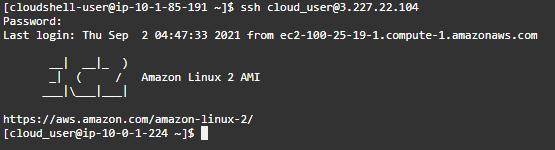 [cloudshell-user@ip-10-1-85-191 ~]$ ssh cloud_user@3.227.22.104
Password:
Last login: Thu Sep  2 04:47:33 2021 from ec2-100-25-19-1.compute-1.amazonaws.com

       __|  __|_  )
       _|  (     /   Amazon Linux 2 AMI
      ___|\___|___|

https://aws.amazon.com/amazon-linux-2/
[cloud_user@ip-10-0-1-224 ~]$